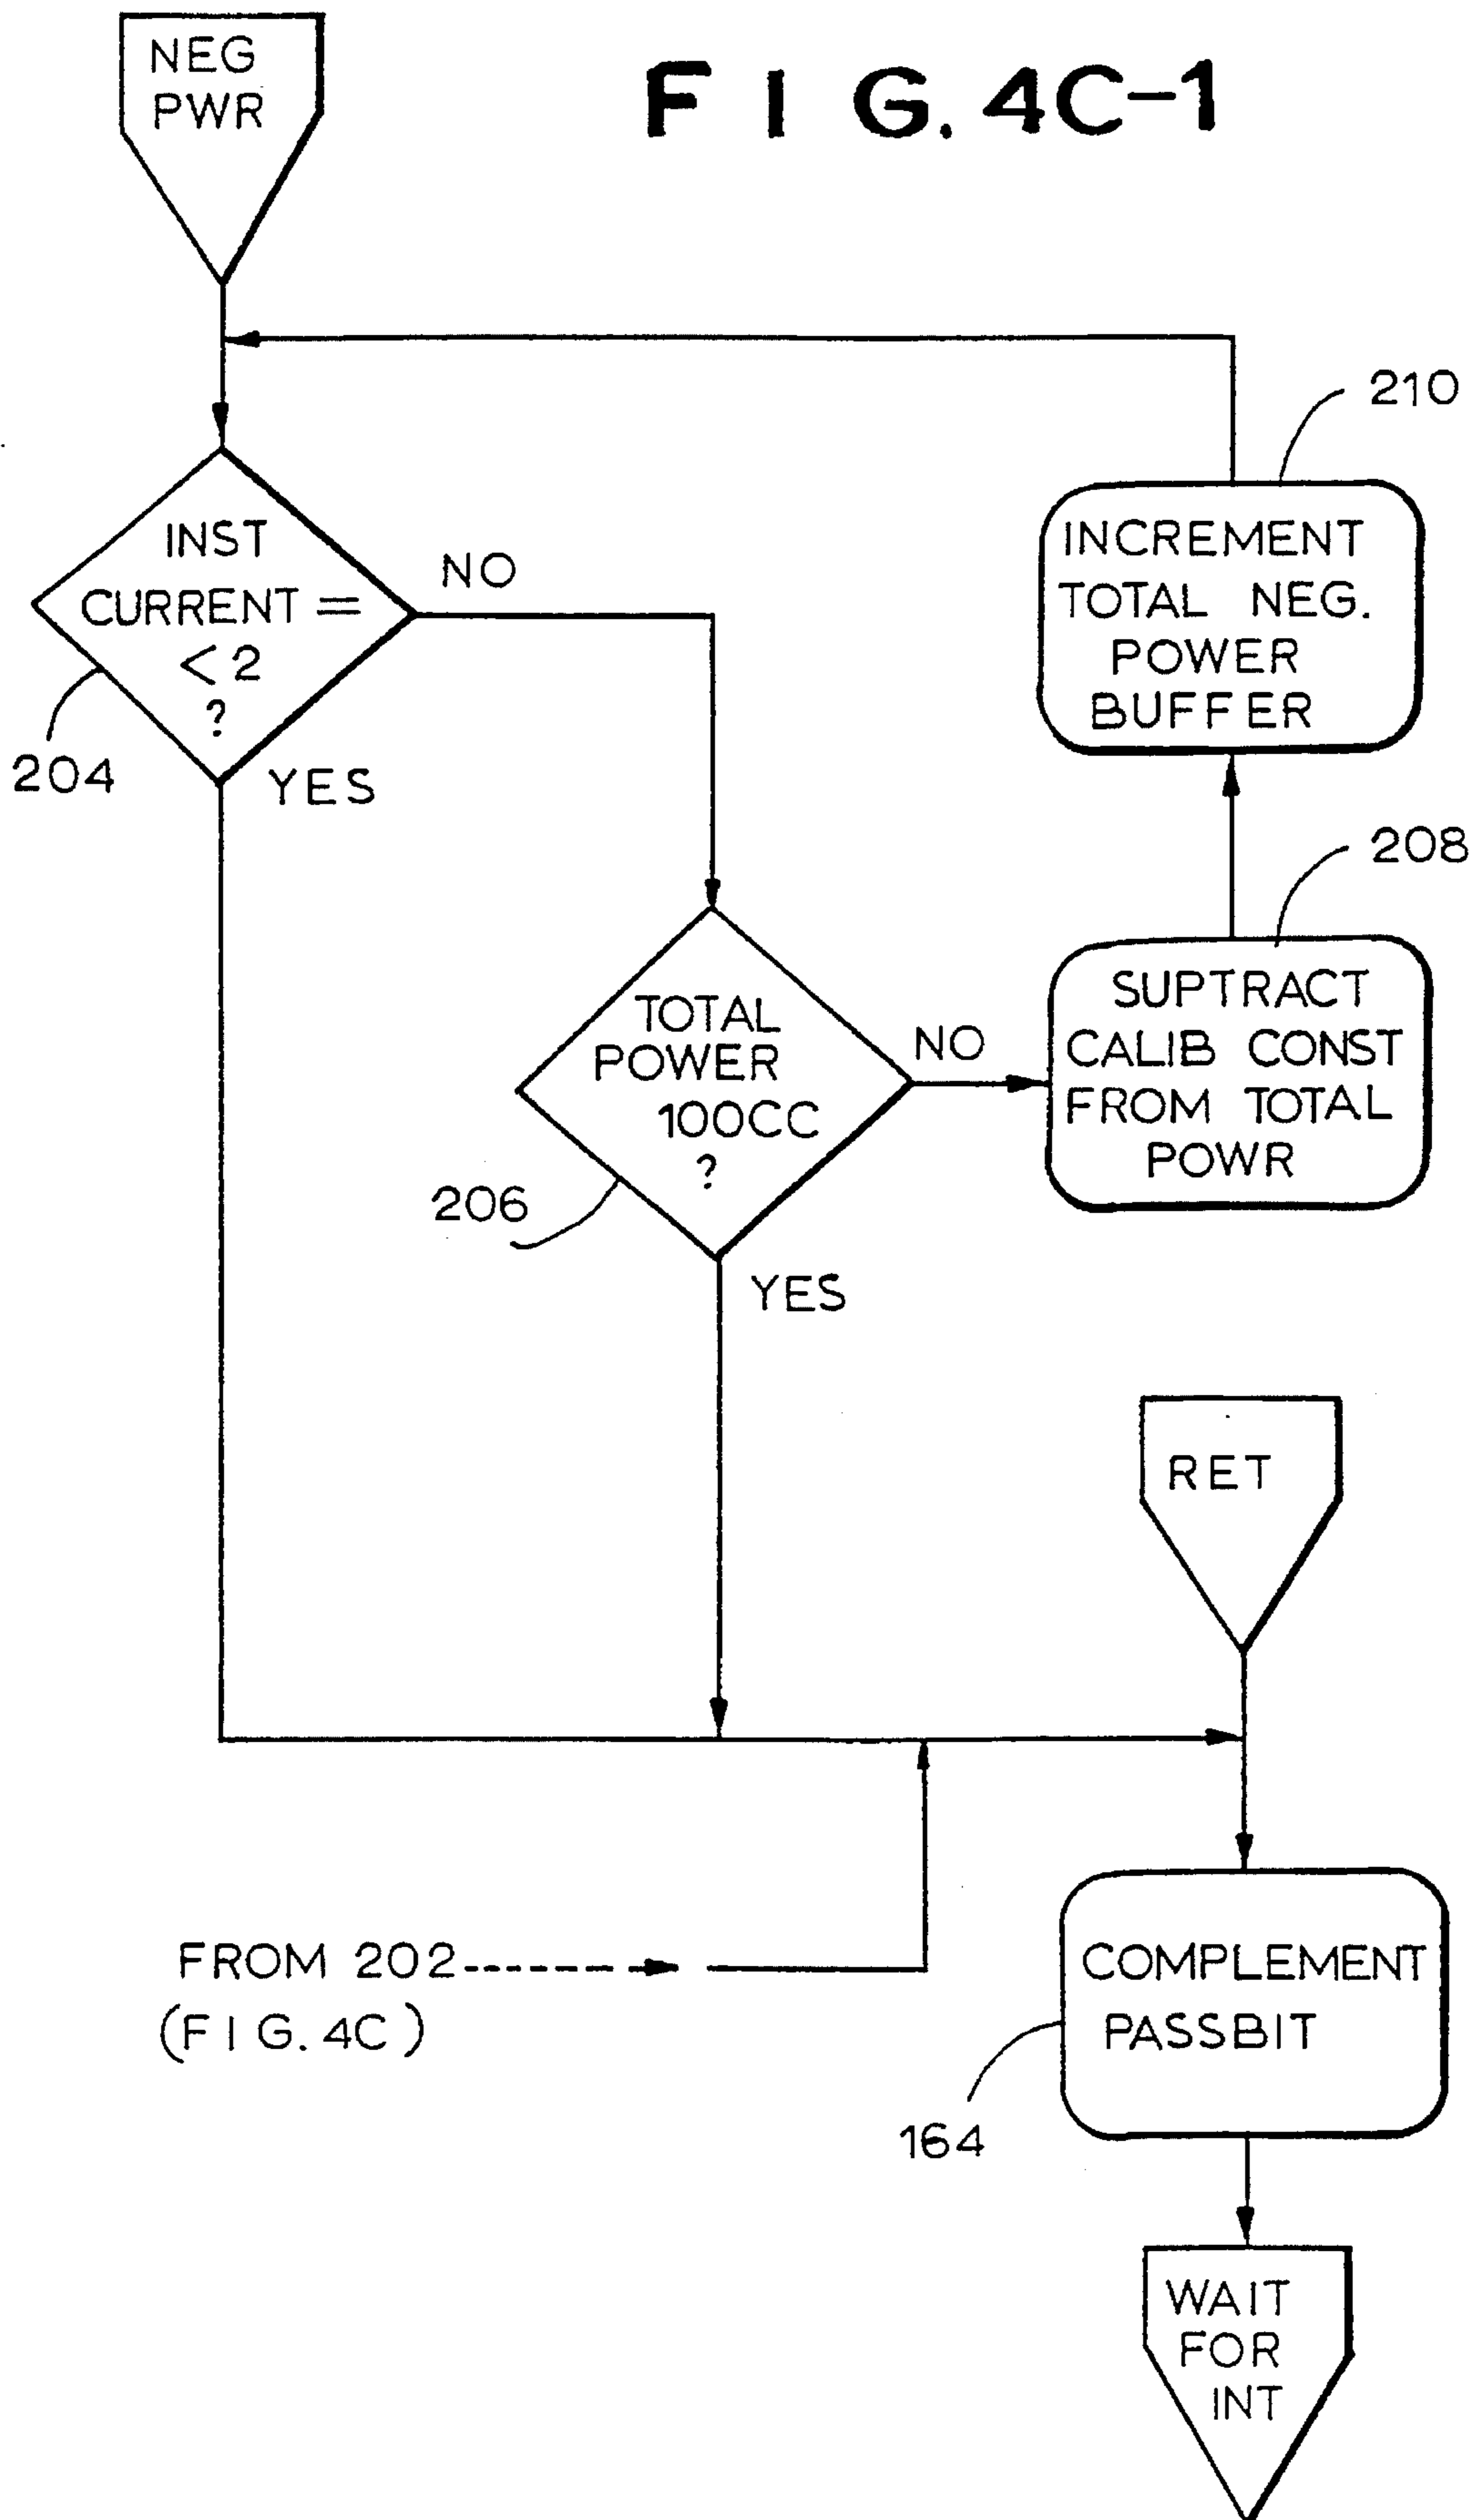 NEG
PWR
FIG.4C-1
210
INST
CURRENT =
<2
?
NO
INCREMENT
TOTAL NEG.
POWER
BUFFER
204
YES
208
TOTAL
POWER
100CC
?
NO
SUPTRACT
CALIB CONST
FROM TOTAL
POWR
206
YES
RET
FROM 202
(FIG.4C)
COMPLEMENT
PASSBIT
164
WAIT
FOR
INT